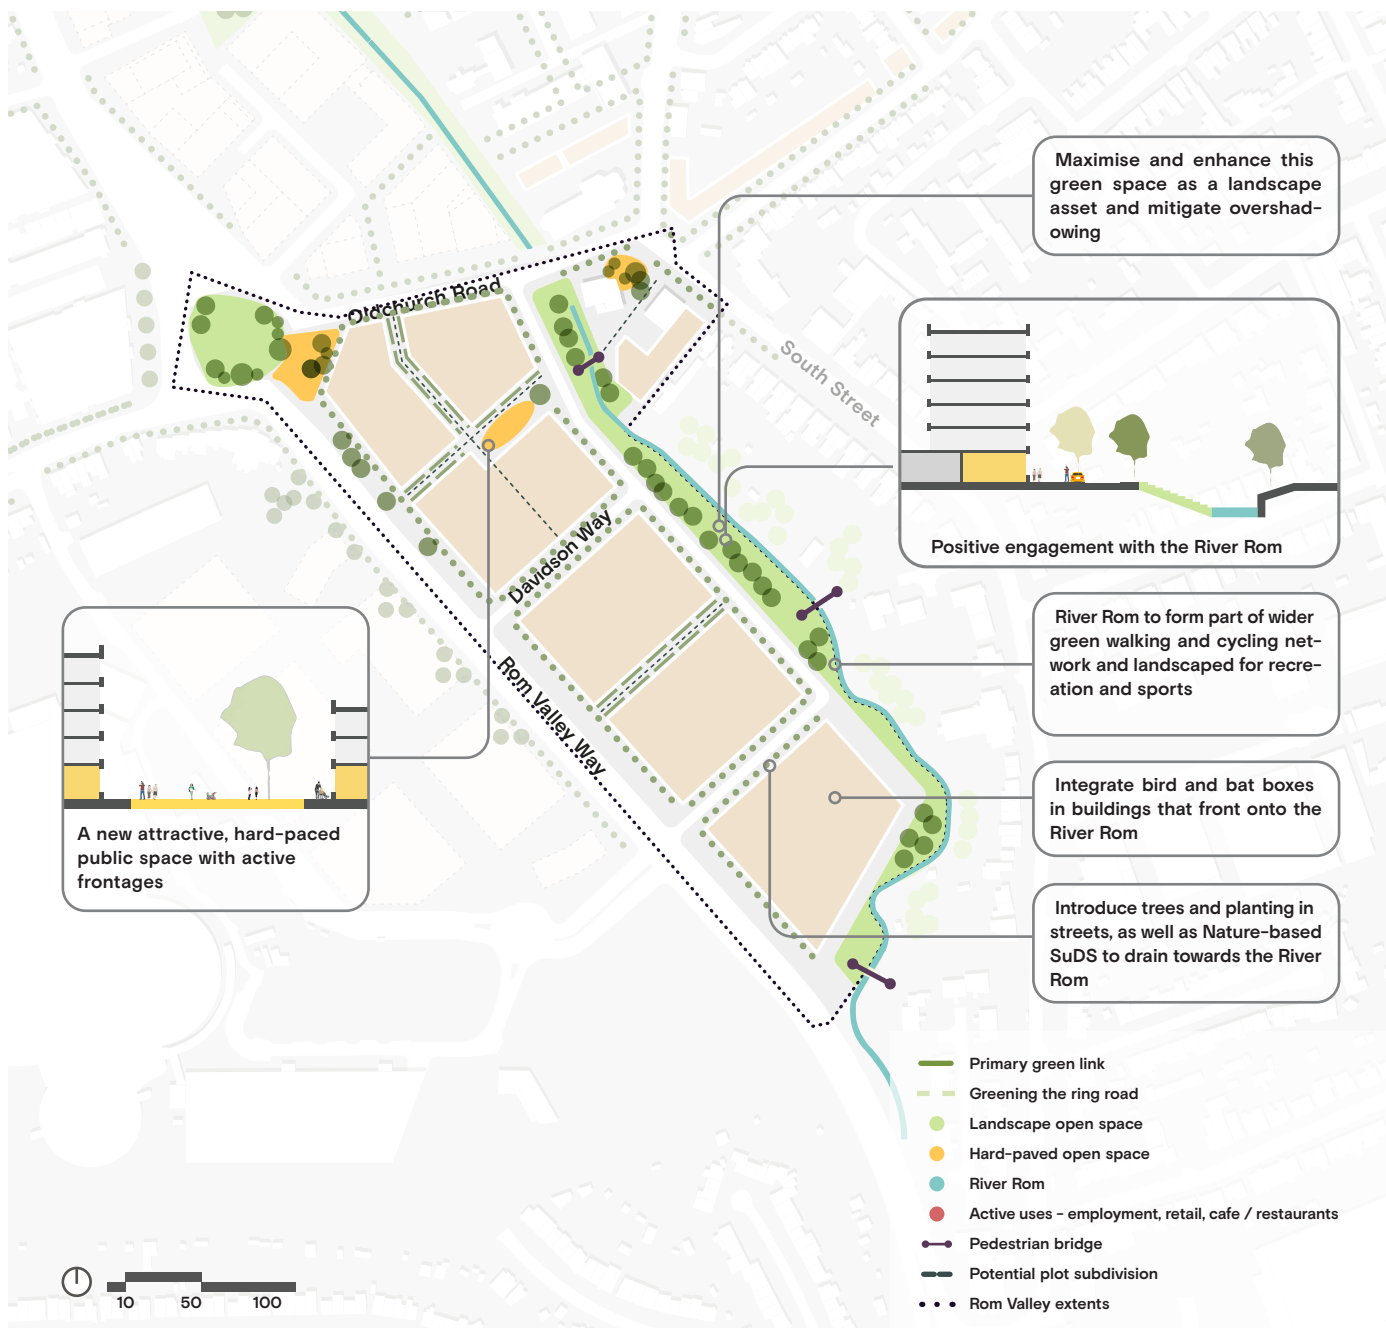 Maximise and enhance this
green space as a landscape
asset and mitigate overshad-
owing
Oldchurch Road
South Street
Positive engagement with the River Rom
Davidson Way
River Rom to form part of wider
green walking and cycling net-
work and landscaped for recre-
ation and sports
Rom Valley Way
Integrate bird and bat boxes
in buildings that front onto the
River Rom
A new attractive, hard-paced
public space with active
frontages
Introduce trees and planting in
streets, as well as Nature-based
SuDS to drain towards the River
Rom
Primary green link
Greening the ring road
Landscape open space
Hard-paved open space
River Rom
Active uses - employment, retail, cafe / restaurants
Pedestrian bridge
Potential plot subdivision
Rom Valley extents
10 50 100